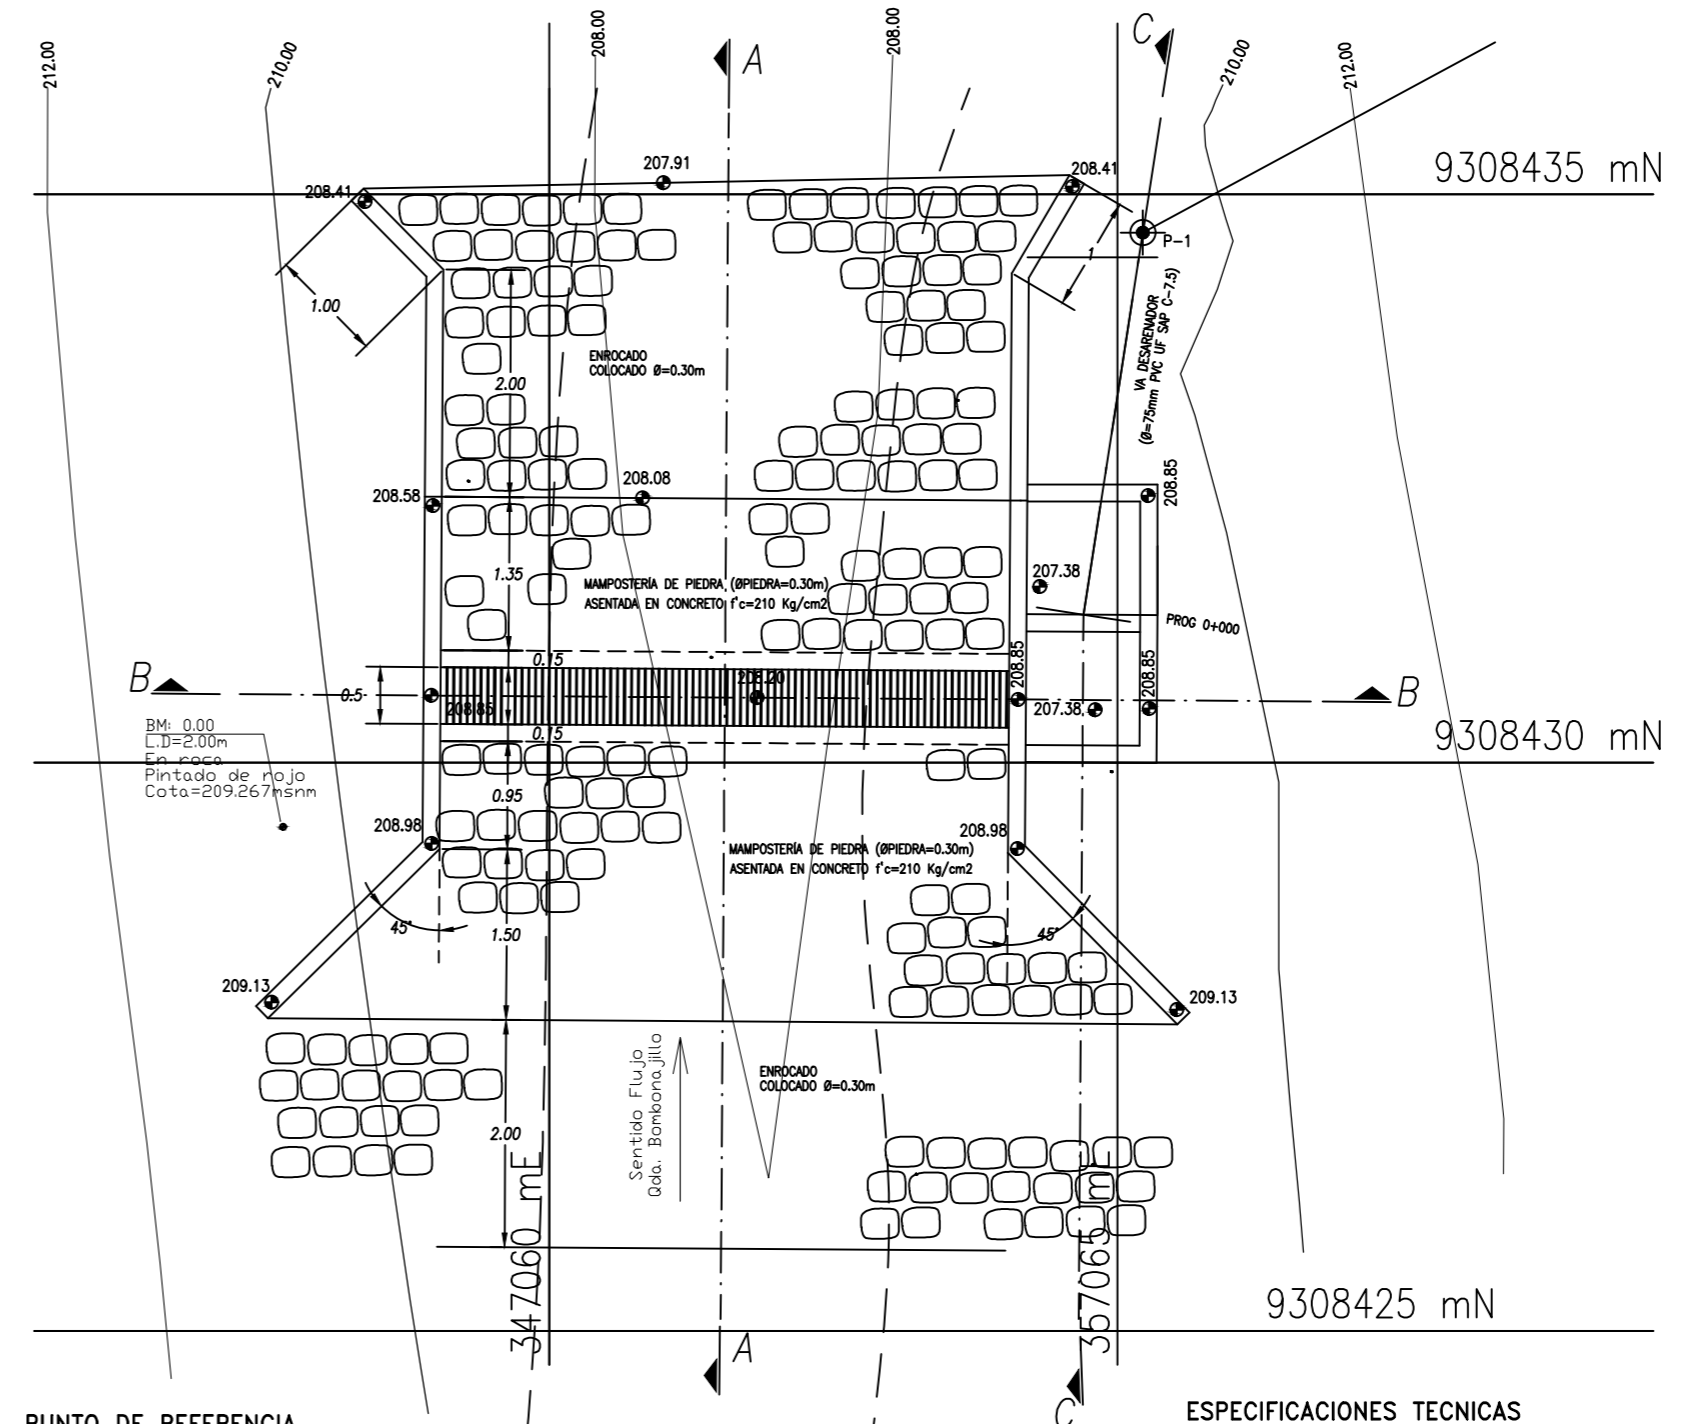 212.00
210.00
208.00
A
208.00
C
210.00
212.00
9308435 mN
207.91
208.41
208.41
P-1
1
1.00
VA DESARENADOR
(Ø=75mm PVC UF SAP C-7.5)
ENROCADO
COLOCADO Ø=0.30m
2.00
208.58
208.08
208.85
1.35
MAMPOSTERÍA DE PIEDRA (ØPIEDRA=0.30m)
ASENTADA EN CONCRETO f'c=210 Kg/cm2
207.38
PROG 0+000
0.15
B
0.5
208.85
208.20
208.85
207.38
208.85
B
0.15
BM: 0.00
L.D=2.00m
En roca
Pintado de rojo
Cota=209.267msnm
9308430 mN
0.95
208.98
208.98
MAMPOSTERÍA DE PIEDRA (ØPIEDRA=0.30m)
ASENTADA EN CONCRETO f'c=210 Kg/cm2
45°
1.50
45°
209.13
209.13
Sentido Flujo
Qda. Bombonajillo
ENROCADO
COLOCADO Ø=0.30m
2.00
347060 mE
357065 mE
9308425 mN
A
C
PUNTO DE REFERENCIA
ESPECIFICACIONES TECNICAS